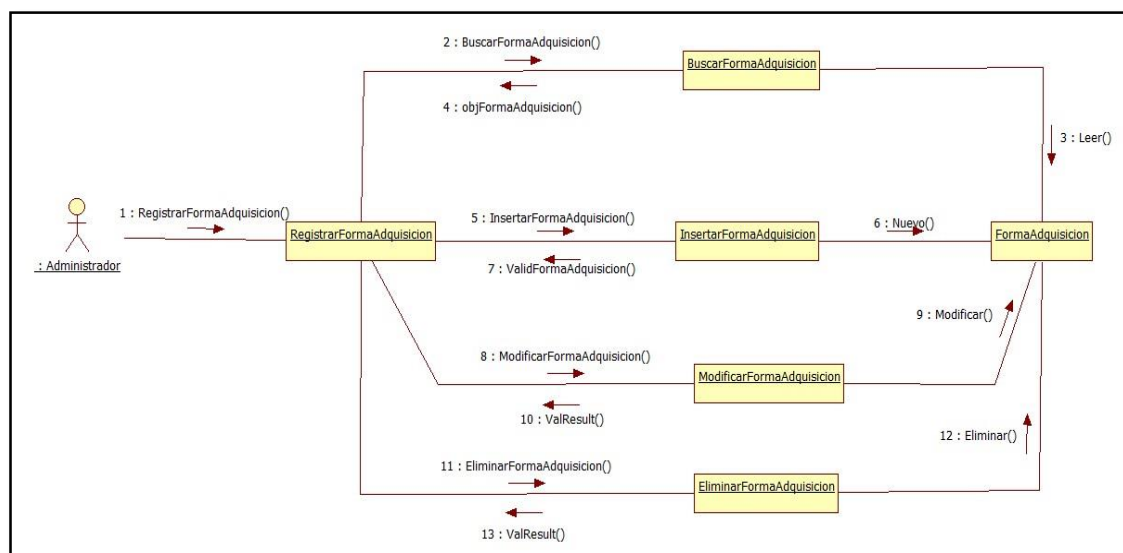 2 : BuscarFormaAdquisicion()
BuscarFormaAdquisicion
4 : objFormaAdquisicion()
3 : Leer()
1 : RegistrarFormaAdquisicion()
5 : InsertarFormaAdquisicion()
6 : Nuevo()
RegistrarFormaAdquisicion
InsertarFormaAdquisicion
FormaAdquisicion
: Administrador
7 : ValidFormaAdquisicion()
9 : Modificar()
8 : ModificarFormaAdquisicion()
ModificarFormaAdquisicion
10 : ValResult()
12 : Eliminar()
11 : EliminarFormaAdquisicion()
EliminarFormaAdquisicion
13 : ValResult()